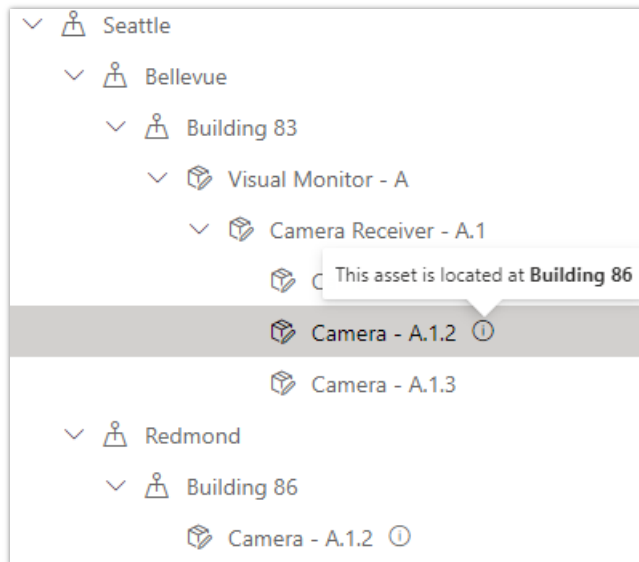 Seattle
Bellevue
Building 83
Visual Monitor - A
Camera Receiver - A.1
This asset is located at Building 86
Camera - A.1.2
Camera - A.1.3
Redmond
Building 86
Camera - A.1.2